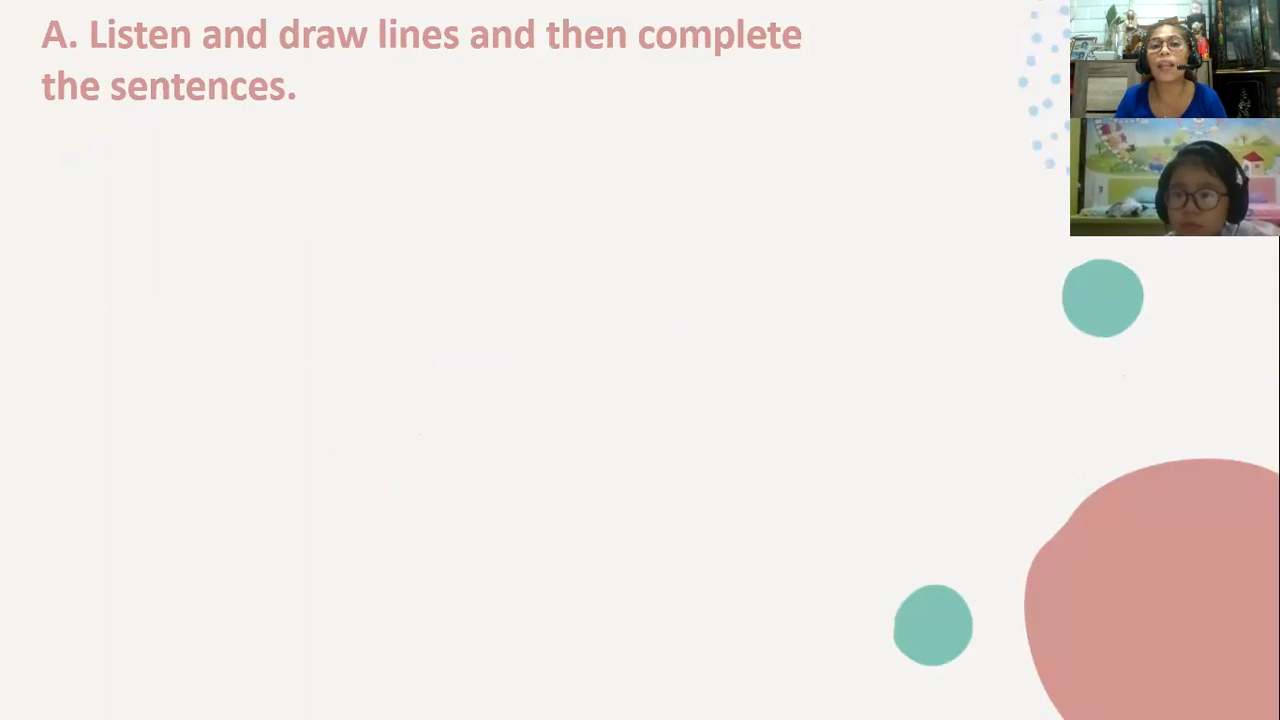 A. Listen and draw lines and then complete
the sentences.